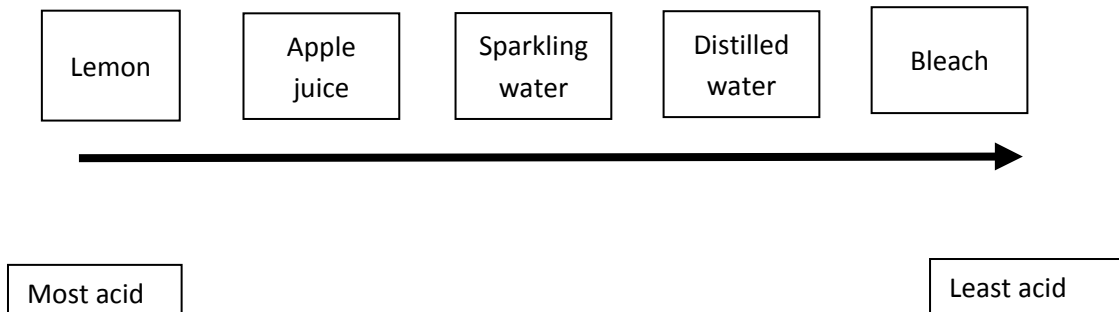 Lemon
Apple
juice
Sparkling
water
Distilled
water
Bleach
Most acid
Least acid